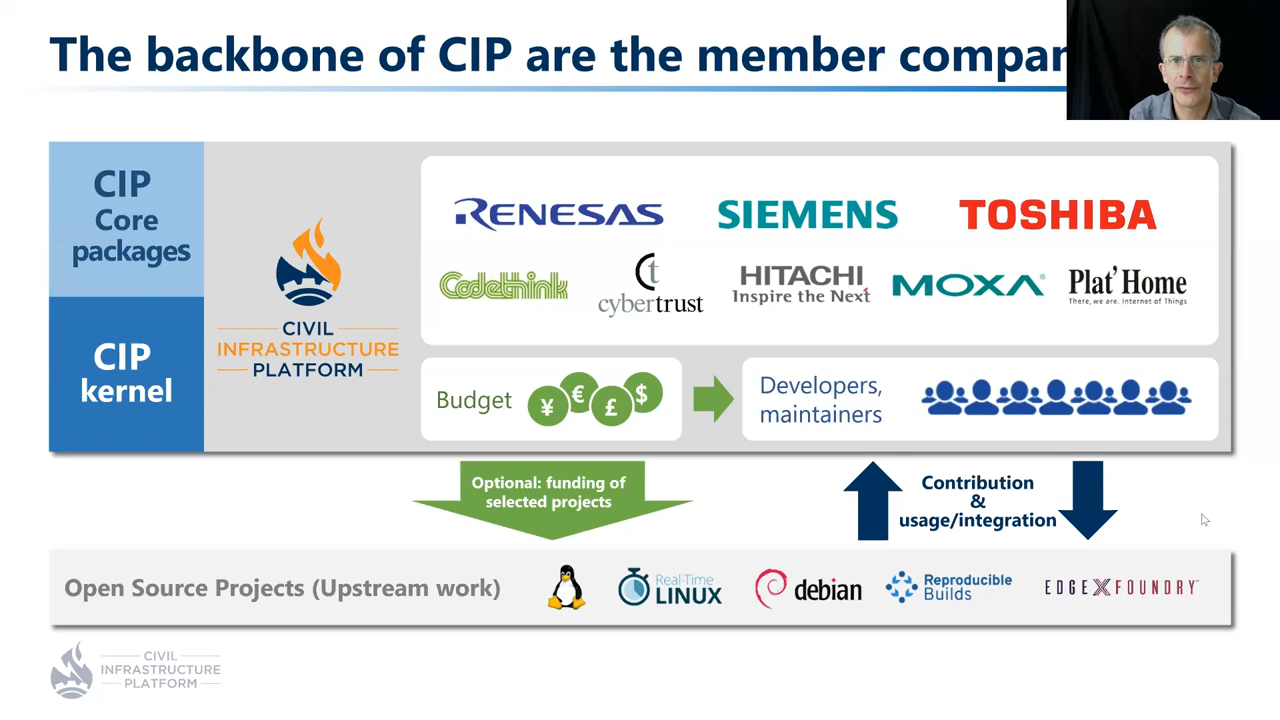 The backbone of CIP are the member compan
CIP
Core
packages
CIP
kernel
CIVIL
INFRASTRUCTURE
PLATFORM
RENESAS
SIEMENS
TOSHIBA
Codethink
ct
cybertrust
HITACHI
Inspire the Next
MOXA®
Plat'Home
There, we are. Internet of Things
Budget
¥ € £ $
Developers,
maintainers
Optional: funding of
selected projects
Contribution
&
usage/integration
Open Source Projects (Upstream work)
Real-Time
LINUX
debian
Reproducible
Builds
EDGE X FOUNDRY
CIVIL
INFRASTRUCTURE
PLATFORM